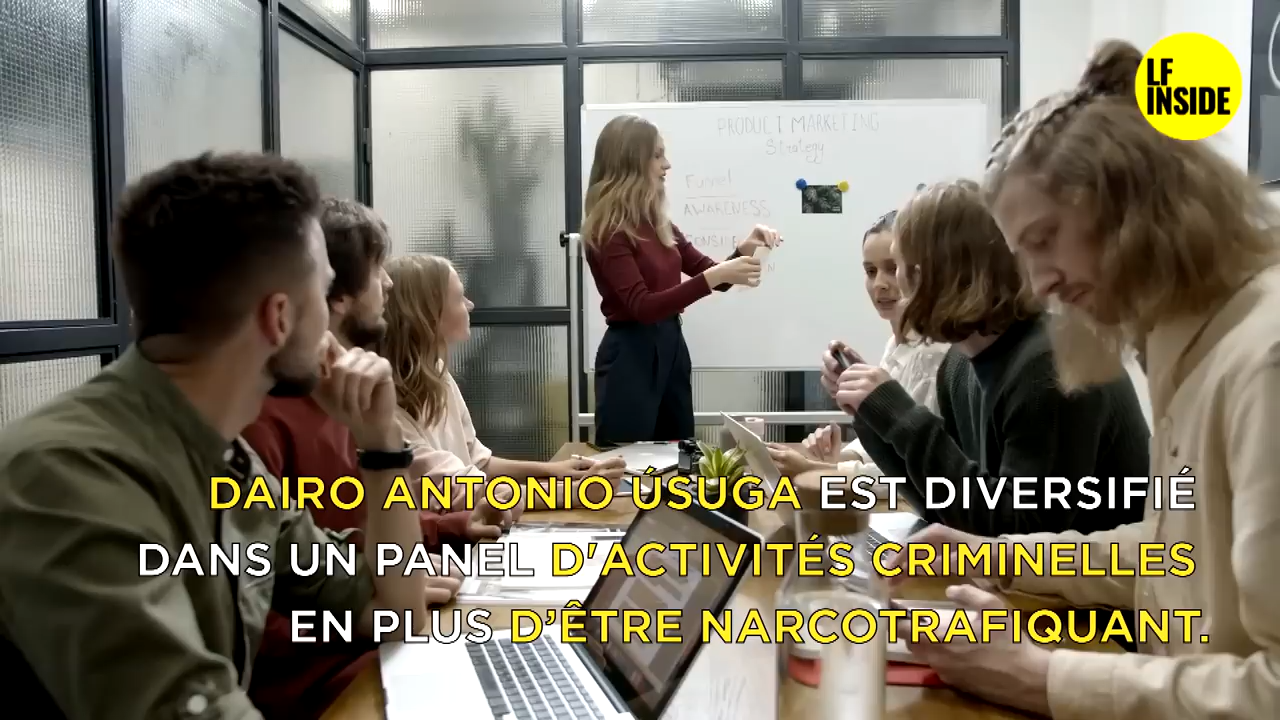 LF
INSIDE
PRODUCT MARKETING
Strategy
Funnel
AWARENESS
DAIRO ANTONIO ÚSUGA EST DIVERSIFIÉ
DANS UN PANEL D'ACTIVITÉS CRIMINELLES
EN PLUS D’ÊTRE NARCOTRAFIQUANT.